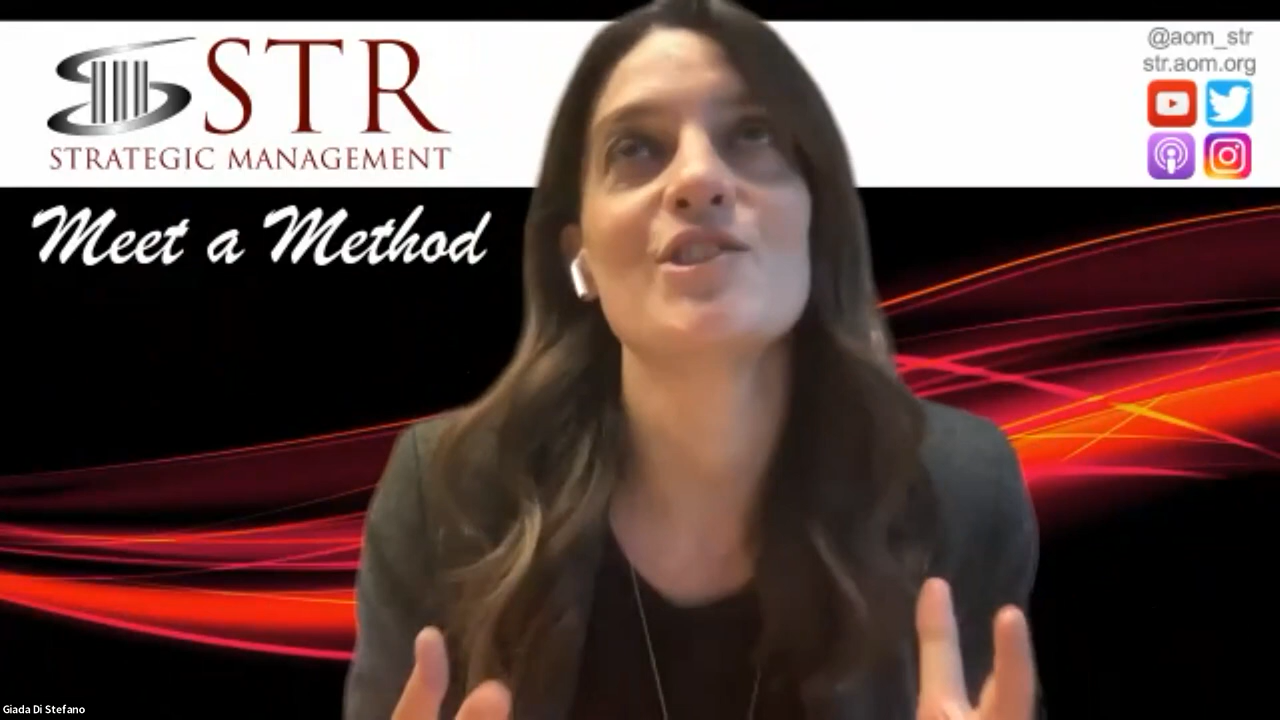 STR
STRATEGIC MANAGEMENT
Meet a Method
@aom_str
str.aom.org
Giada Di Stefano